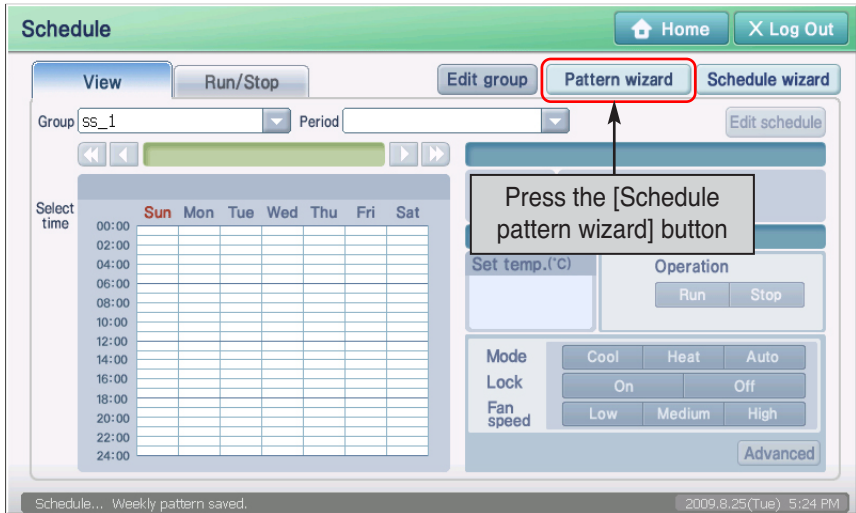 Schedule
Home
X Log Out
View
Run/Stop
Edit group
Pattern wizard
Schedule wizard
Group
ss_1
Period
Edit schedule
Press the [Schedule
pattern wizard] button
Select
time
Sun Mon Tue Wed Thu Fri Sat
00:00
02:00
04:00
06:00
08:00
10:00
12:00
14:00
16:00
18:00
20:00
22:00
24:00
Set temp.(°C)
Operation
Run
Stop
Mode
Cool
Heat
Auto
Lock
On
Off
Fan
speed
Low
Medium
High
Advanced
Schedule... Weekly pattern saved.
2009.8.25(Tue) 5:24 PM